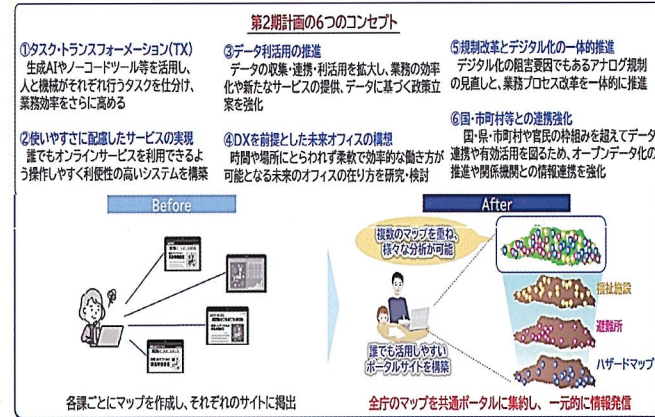 第2期計画の6つのコンセプト
①タスク・トランスフォーメーション(TX)
生成AIやノーコードツール等を活用し、
人と機械がそれぞれ行うタスクを仕分け、
業務効率をさらに高める
②使いやすさに配慮したサービスの実現
誰でもオンラインサービスを利用できるよ
う操作しやすく利便性の高いシステムを構築
③データ利活用の推進
データの収集・連携・利活用を拡大し、業務の効率
化や新たなサービスの提供、データに基づく政策立
案を強化
④DXを前提とした未来オフィスの構想
時間や場所にとらわれず柔軟で効率的な働き方が
可能となる未来のオフィスの在り方を研究・検討
⑤規制改革とデジタル化の一体的推進
デジタル化の阻害要因でもあるアナログ規制
の見直しと、業務プロセス改革を一体的に推進
⑥国・市町村等との連携強化
国・県・市町村や官民の枠組みを超えてデータ
連携や有効活用を図るため、オープンデータ化の
推進や関係機関との情報連携を強化
Before
各課ごとにマップを作成し、それぞれのサイトに掲出
After
複数のマップを重ね、
様々な分析が可能
誰でも活用しやすい
ポータルサイトを構築
福祉施設
避難所
ハザードマップ
全庁のマップを共通ポータルに集約し、一元的に情報発信